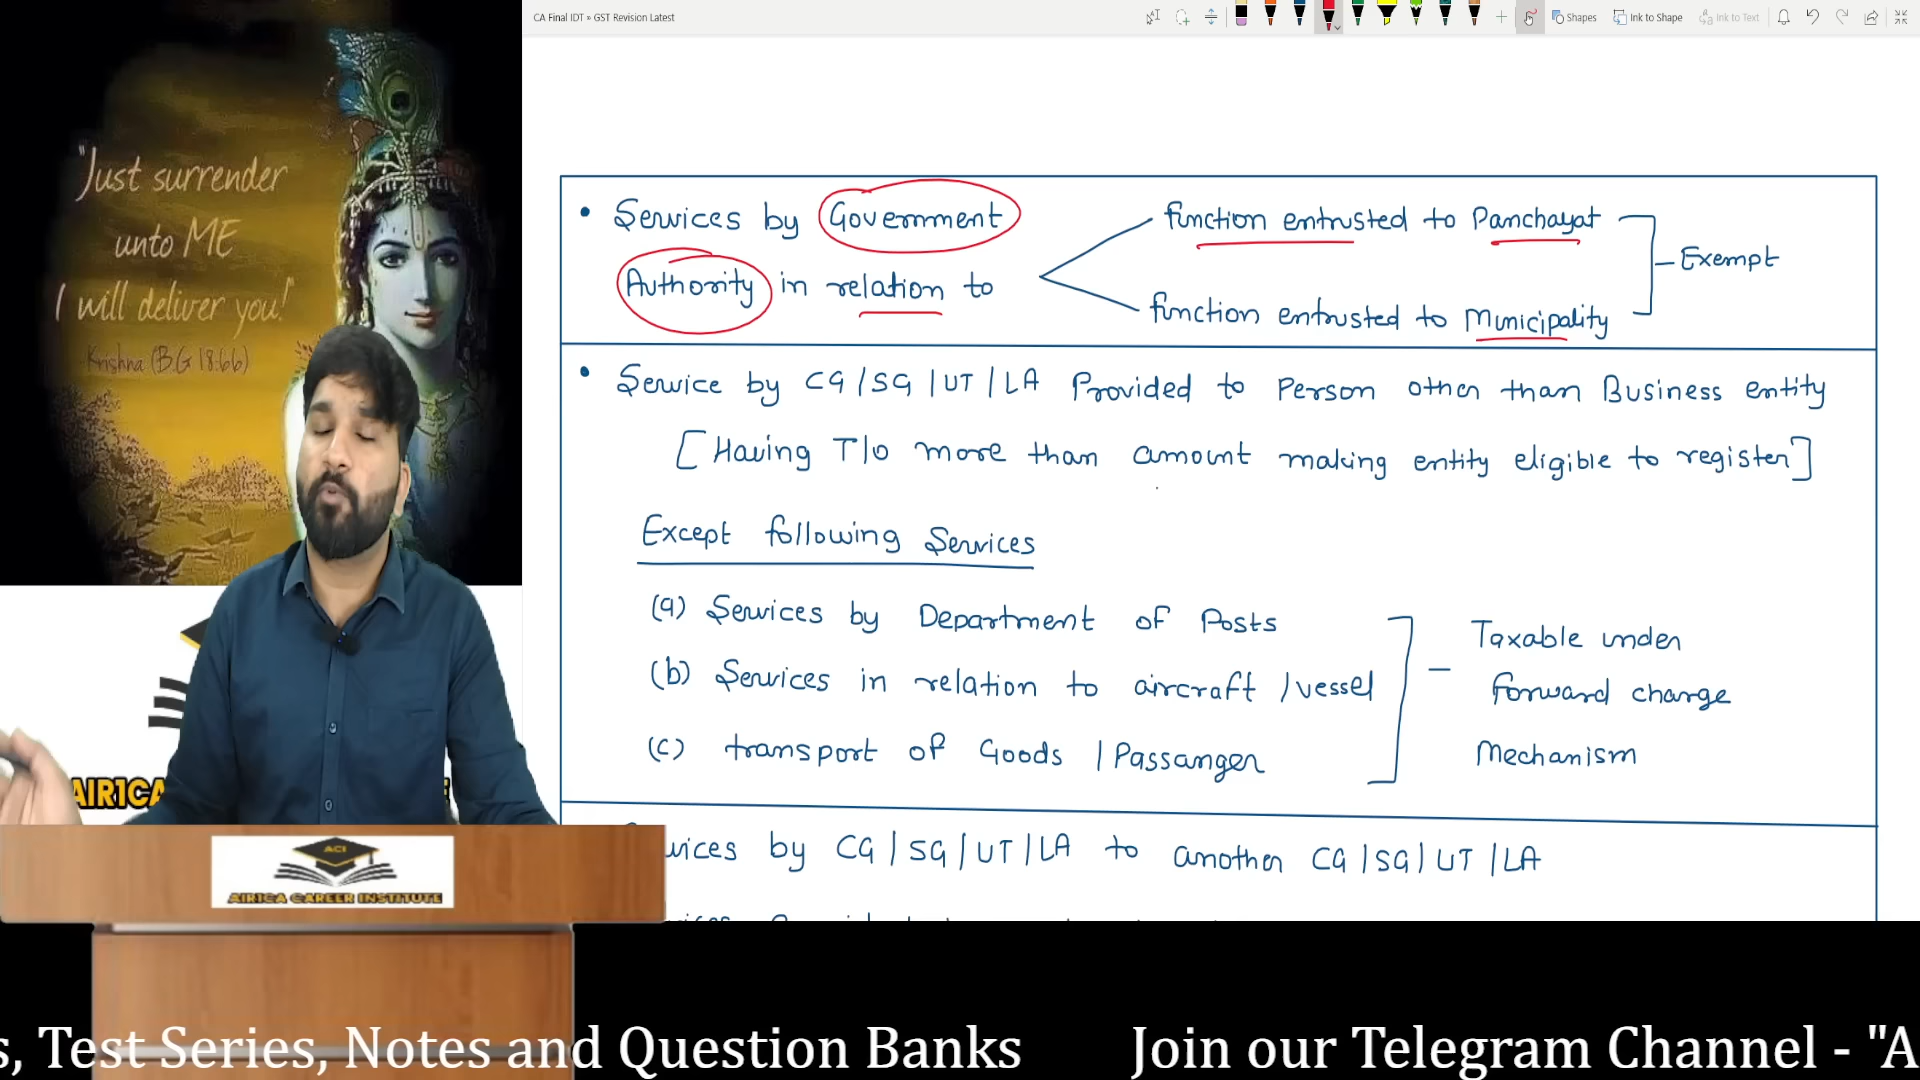 CA Final IDT » GST Revision Latest
Shapes
Ink to Shape
Ink to Text
"Just surrender
unto ME
I will deliver you!"
- Krishna (B.G 18:66)
• Services by Government
Authority in relation to
function entrusted to Panchayat
function entrusted to Municipality
Exempt
• Service by CG / SG / UT / LA Provided to Person other than Business entity
[Having T/O more than amount making entity eligible to register]
Except following Services
(a) Services by Department of Posts
(b) Services in relation to aircraft / vessel
(c) transport of Goods / Passanger
Taxable under
forward charge
Mechanism
by CG / SG / UT / LA to another CG / SG / UT / LA
AIR1CA
ACI
AIR1CA CAREER INSTITUTE
s, Test Series, Notes and Question Banks Join our Telegram Channel - "A